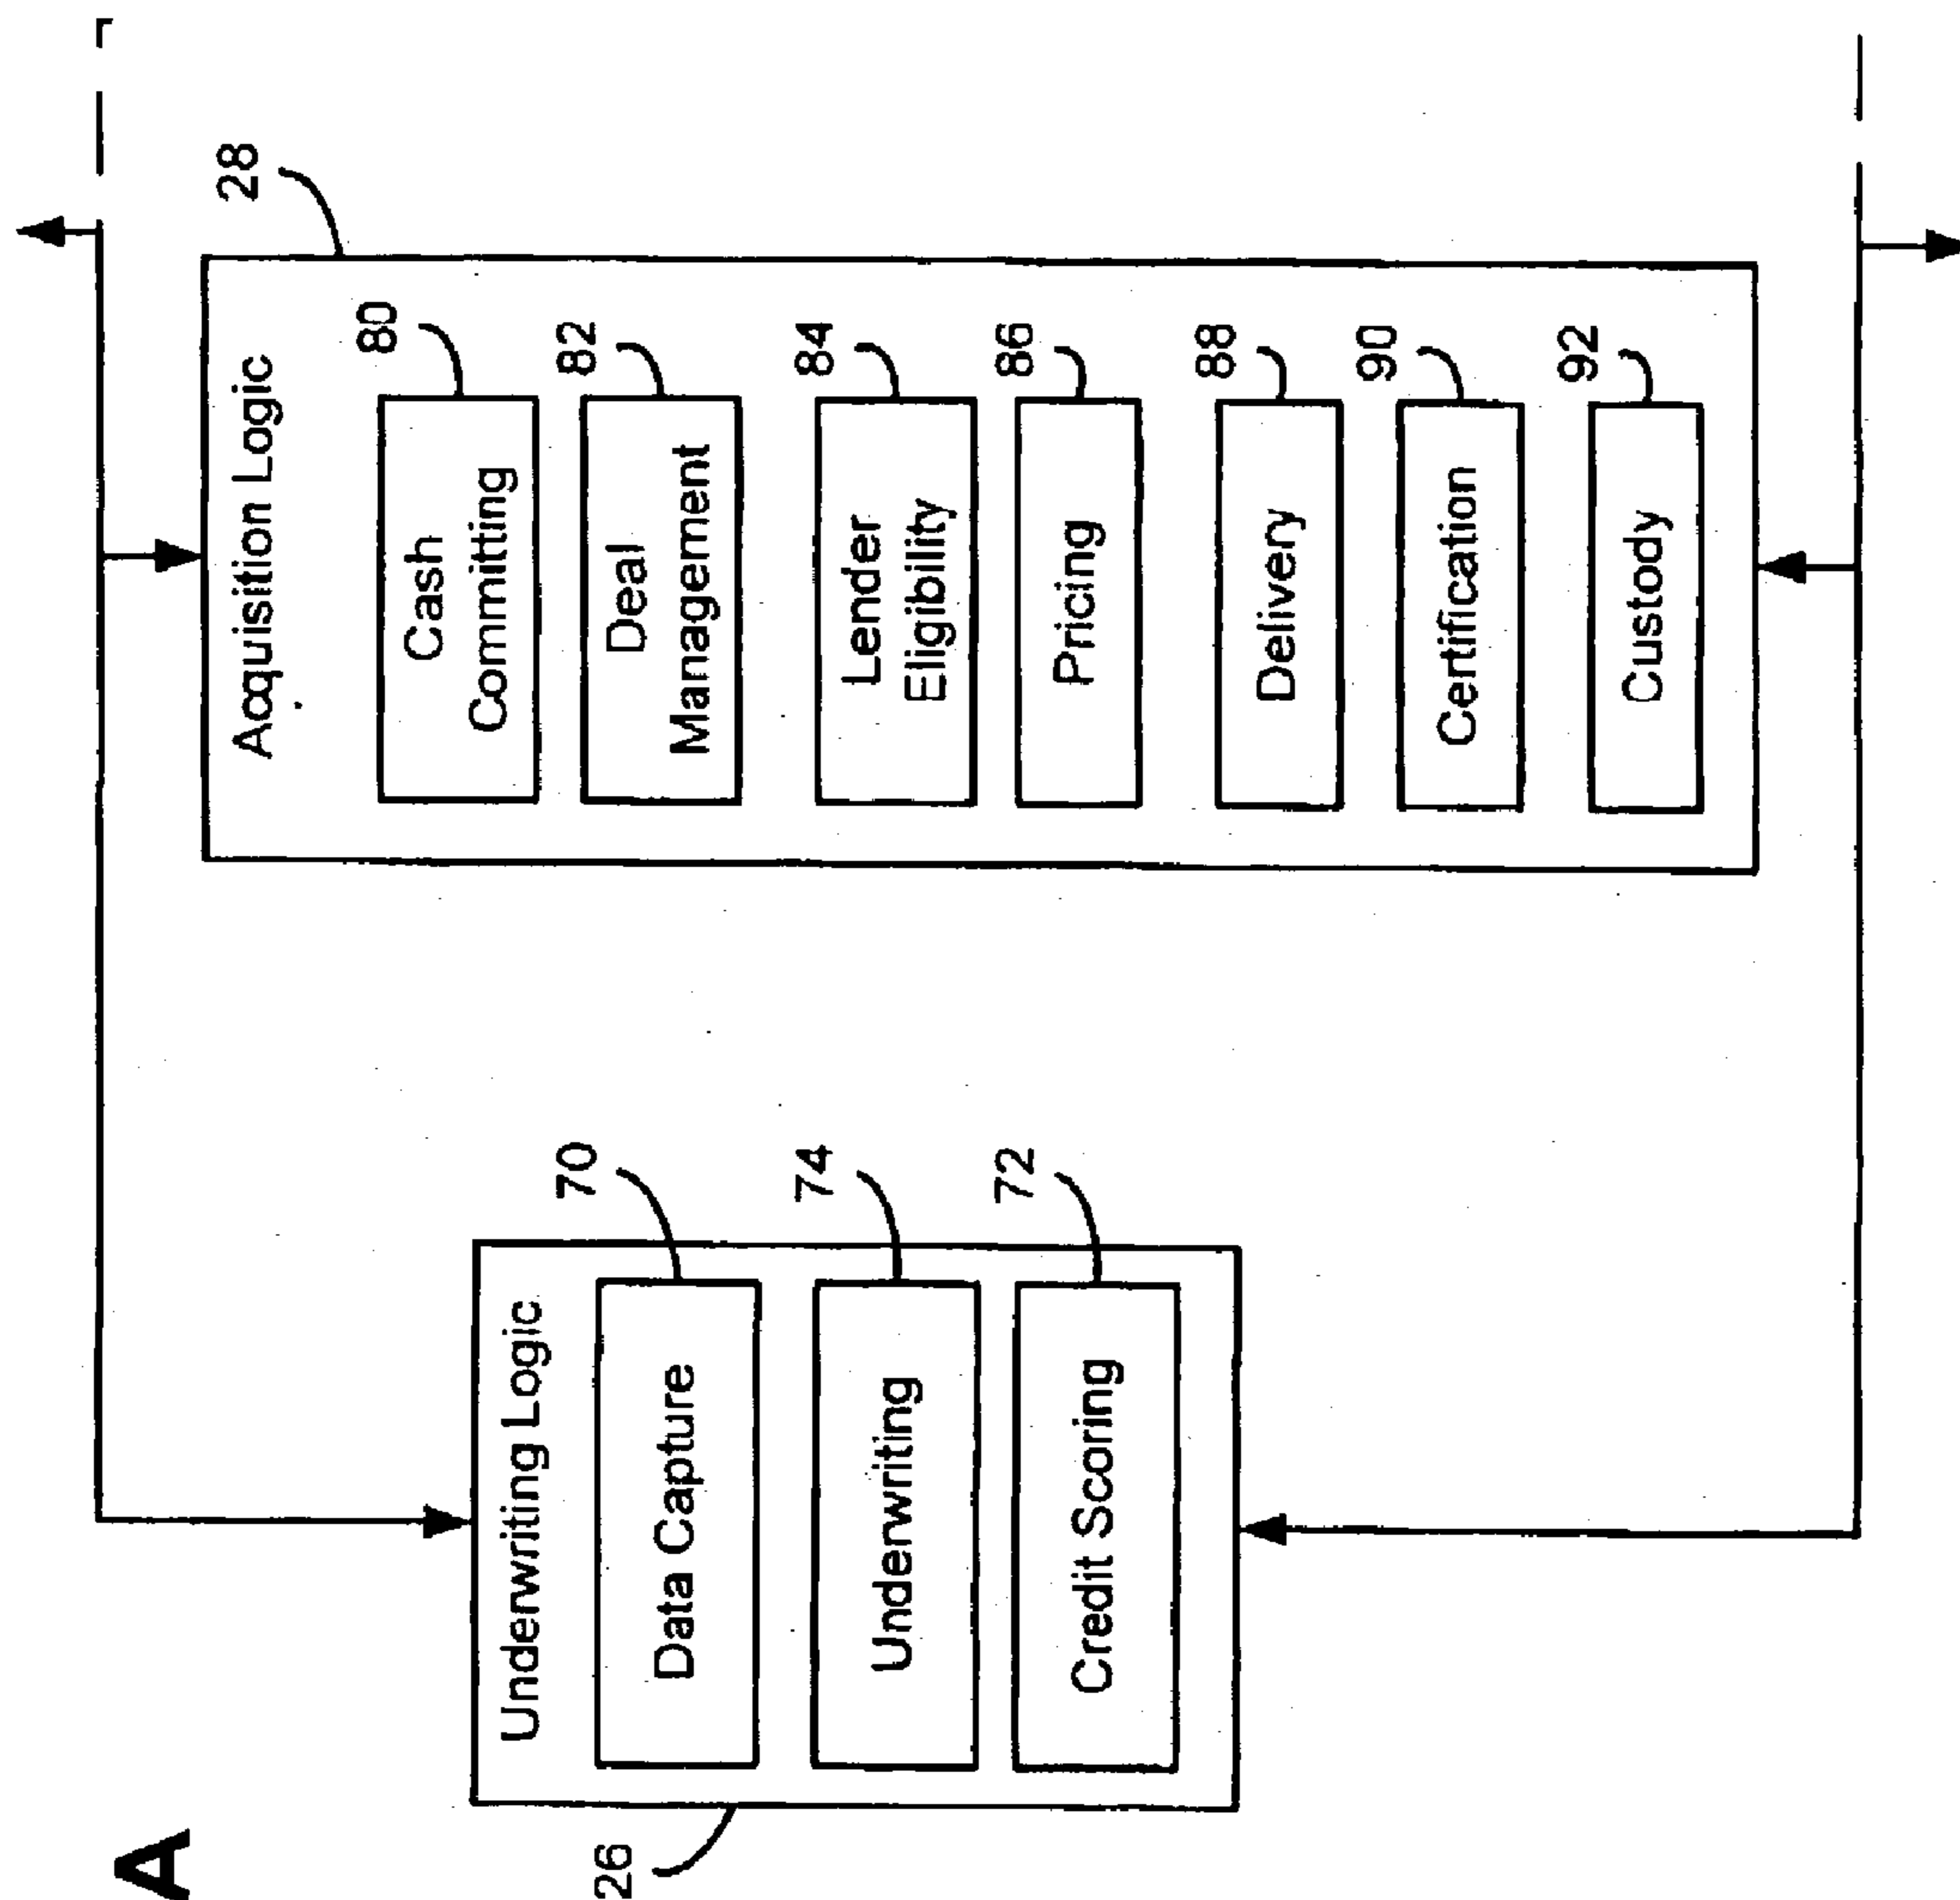 A
26
Underwriting Logic
Data Capture
70
Underwriting
74
Credit Scoring
72
28
Acquisition Logic
Cash
Committing
80
Deal
Management
82
Lender
Eligibility
84
Pricing
86
Delivery
88
Certification
90
Custody
92